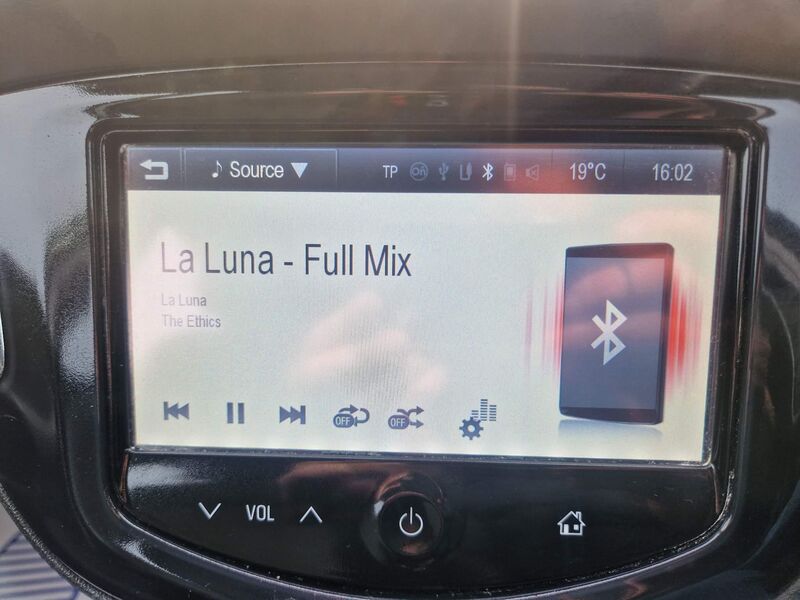 Source
TP
19°C
16:02
La Luna - Full Mix
La Luna
The Ethics
OFF
OFF
VOL